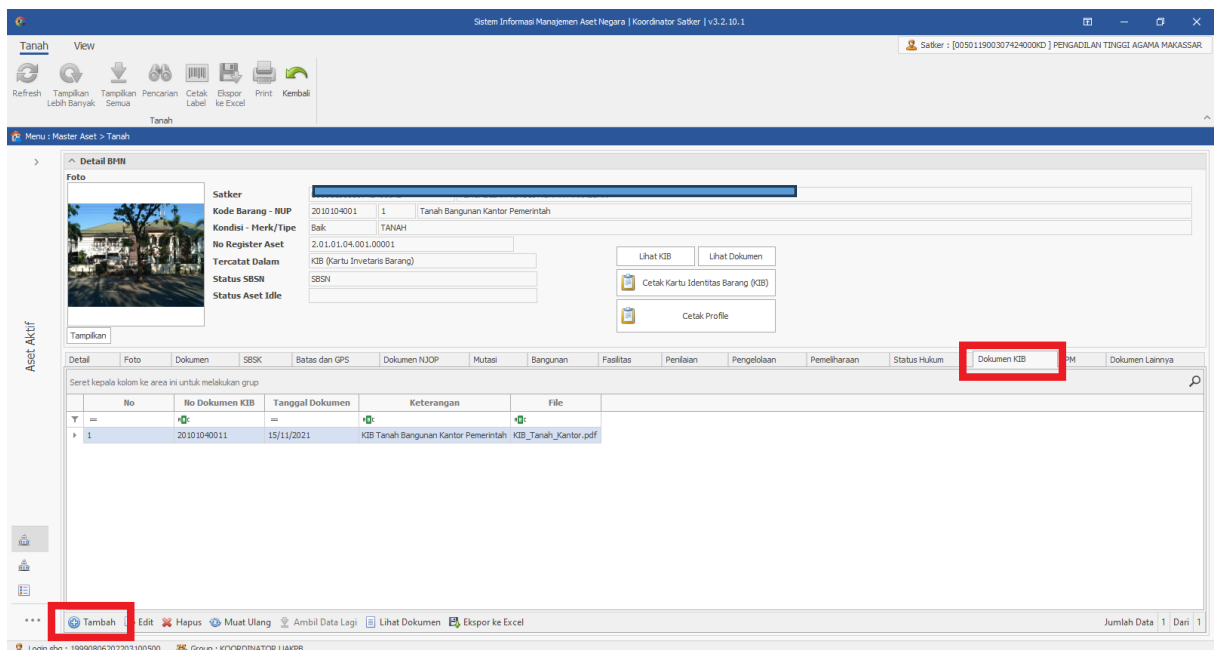 Sistem Informasi Manajemen Aset Negara | Koordinator Satker | v3.2.10.1
Tanah View
Satker : [005011900307424000KD ] PENGADILAN TINGGI AGAMA MAKASSAR
Refresh Tampilkan Lebih Banyak Tampilkan Semua Pencarian Cetak Label Ekspor ke Excel Print Kembali
Tanah
Menu : Master Aset > Tanah
Detail BMN
Foto
Satker
Kode Barang - NUP 2010104001 1 Tanah Bangunan Kantor Pemerintah
Kondisi - Merk/Tipe Baik TANAH
No Register Aset 2.01.01.04.001.00001
Tercatat Dalam KIB (Kartu Invetaris Barang)
Status SBSN SBSN
Status Aset Idle
Lihat KIB Lihat Dokumen
Cetak Kartu Identitas Barang (KIB)
Cetak Profile
Tampilkan
Aset Aktif
Detail Foto Dokumen SBSK Batas dan GPS Dokumen NJOP Mutasi Bangunan Fasilitas Penilaian Pengelolaan Pemeliharaan Status Hukum Dokumen KIB PM Dokumen Lainnya
Seret kepala kolom ke area ini untuk melakukan grup
No No Dokumen KIB Tanggal Dokumen Keterangan File
1 20101040011 15/11/2021 KIB Tanah Bangunan Kantor Pemerintah KIB_Tanah_Kantor.pdf
Tambah Edit Hapus Muat Ulang Ambil Data Lagi Lihat Dokumen Ekspor ke Excel Jumlah Data 1 Dari 1
Login sbg : 199908062022031005​00 Group : KOORDINATOR UAKPB